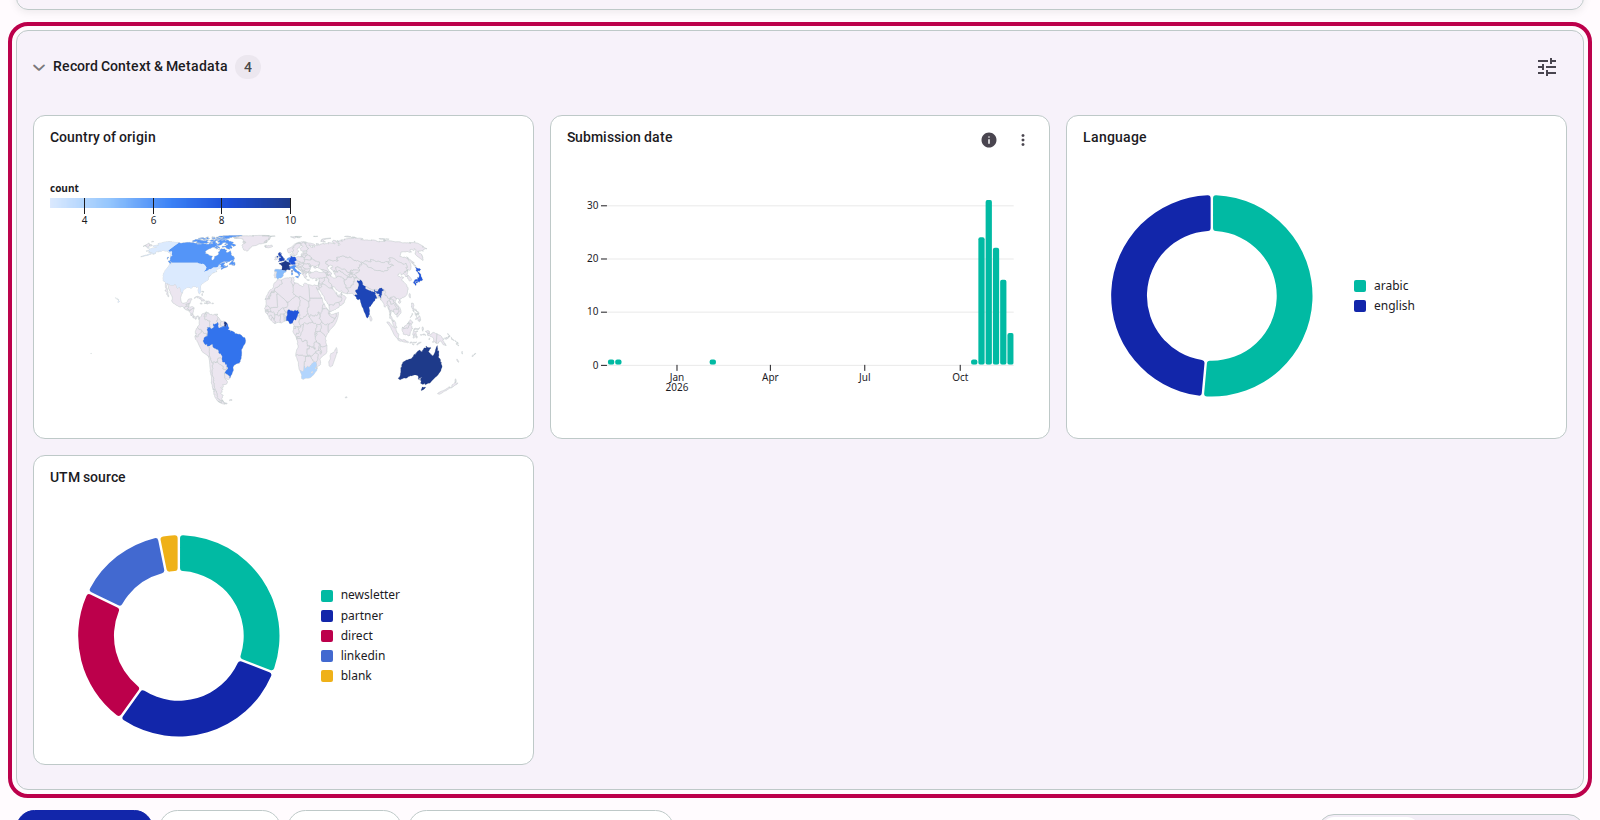 Record Context & Metadata 4
Country of origin
count
4 6 8 10
Submission date
30
20
10
0
Jan Apr Jul Oct
2026
Language
arabic
english
UTM source
newsletter
partner
direct
linkedin
blank